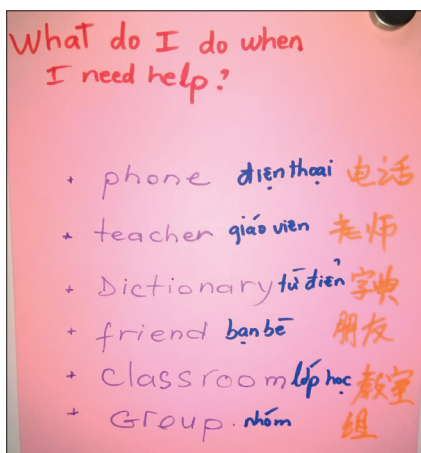 What do I do when
I need help?
+ phone điện thoại 电话
+ teacher giáo viên 老师
+ Dictionary từ điển 字典
+ friend bạn bè 朋友
+ classroom lớp học 教室
+ Group. nhóm 组